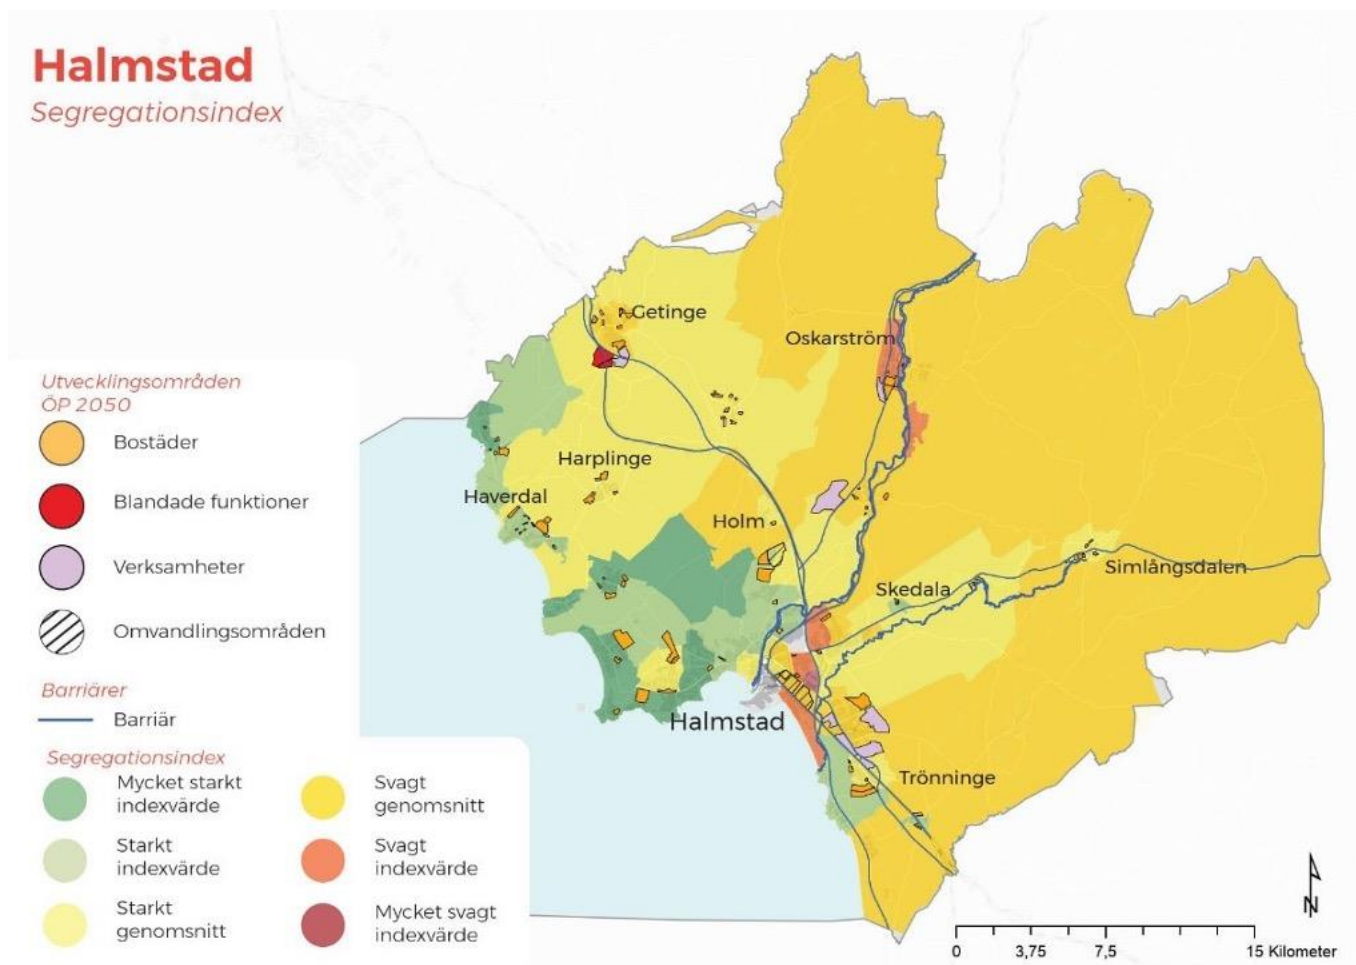 Halmstad
Segregationsindex
Getinge
Oskarström
Harplinge
Haverdal
Holm
Simlångsdalen
Skedala
Halmstad
Trönninge
Utvecklingsområden
ÖP 2050
Bostäder
Blandade funktioner
Verksamheter
Omvandlingsområden
Barriärer
Barriär
Segregationsindex
Mycket starkt
indexvärde
Starkt
indexvärde
Starkt
genomsnitt
Svagt
genomsnitt
Svagt
indexvärde
Mycket svagt
indexvärde
N
0 3,75 7,5 15 Kilometer